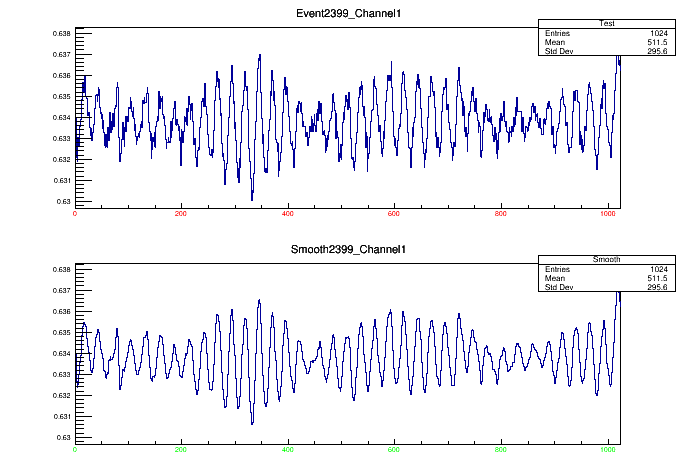 Event2399_Channel1
Test
Entries 1024
Mean 511.5
Std Dev 295.6
0.638
0.637
0.636
0.635
0.634
0.633
0.632
0.631
0.63
0 200 400 600 800 1000
Smooth2399_Channel1
Smooth
Entries 1024
Mean 511.5
Std Dev 295.6
0.638
0.637
0.636
0.635
0.634
0.633
0.632
0.631
0.63
0 200 400 600 800 1000